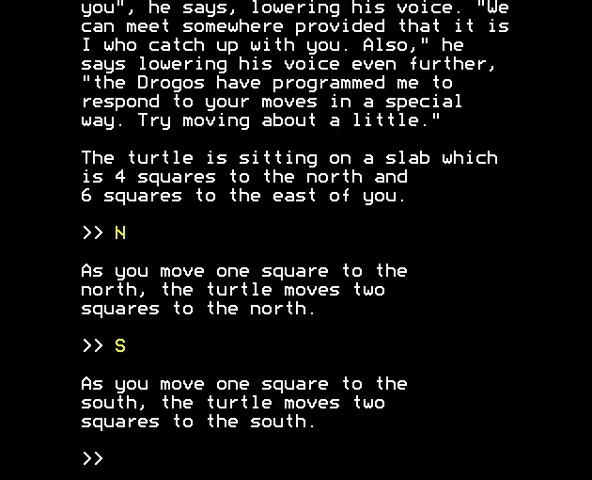 you", he says, lowering his voice. "We
can meet somewhere provided that it is
I who catch up with you. Also," he
says lowering his voice even further,
"the Drogos have programmed me to
respond to your moves in a special
way. Try moving about a little."
The turtle is sitting on a slab which
is 4 squares to the north and
6 squares to the east of you.
>> N
As you move one square to the
north, the turtle moves two
squares to the north.
>> S
As you move one square to the
south, the turtle moves two
squares to the south.
>>